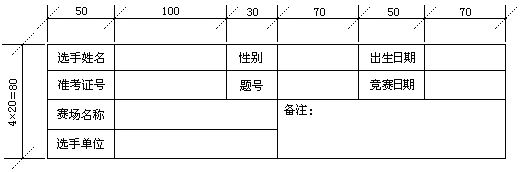 50 100 30 70 50 70
4×20=80
选手姓名 性别 出生日期
准考证号 题号 竞赛日期
赛场名称 备注：
选手单位